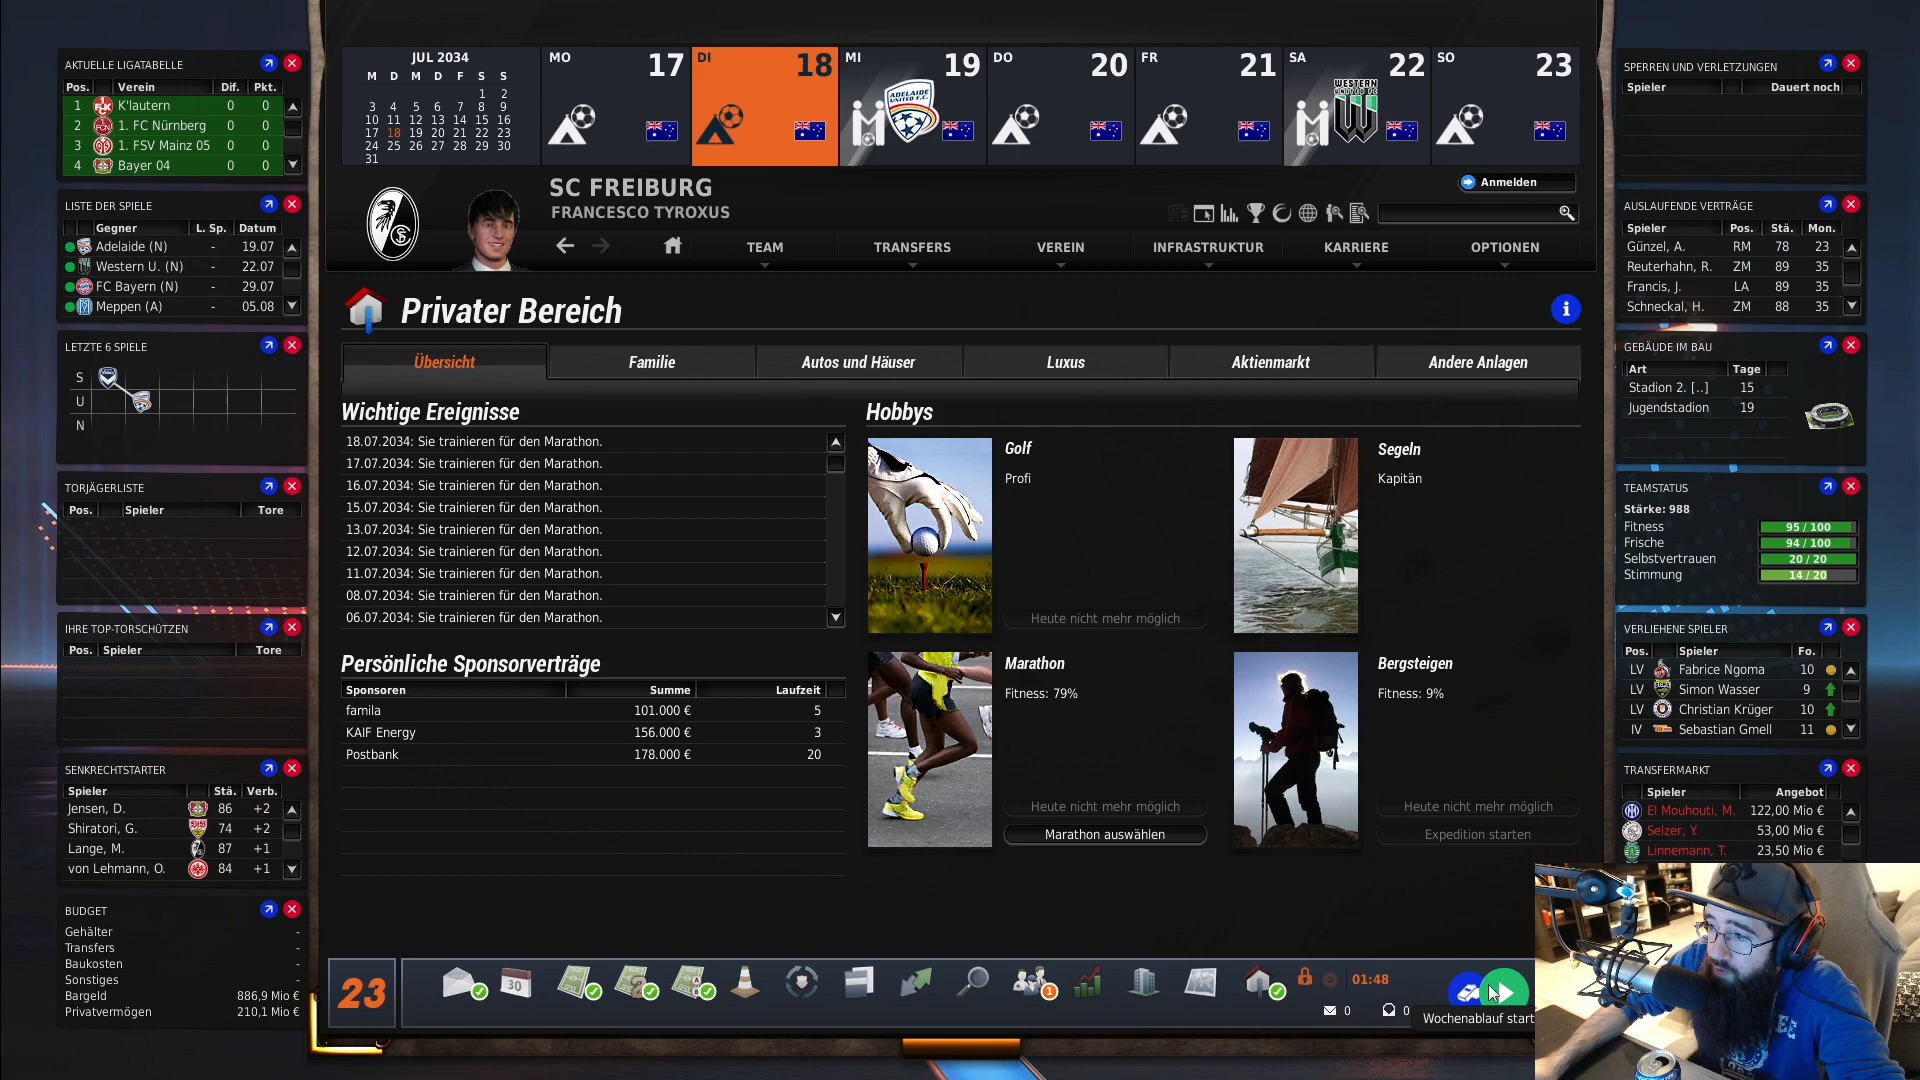 AKTUELLE LIGATABELLE
Pos. Verein Dif. Pkt.
1 K'lautern 0 0
2 1. FC Nürnberg 0 0
3 1. FSV Mainz 05 0 0
4 Bayer 04 0 0
LISTE DER SPIELE
Gegner L. Sp. Datum
Adelaide (N) - 19.07
Western U. (N) - 22.07
FC Bayern (N) - 29.07
Meppen (A) - 05.08
LETZTE 6 SPIELE
S
U
N
TORJÄGERLISTE
Pos. Spieler Tore
IHRE TOP-TORSCHÜTZEN
Pos. Spieler Tore
SENKRECHTSTARTER
Spieler Stä. Verb.
Jensen, D. 86 +2
Shiratori, G. 74 +2
Lange, M. 87 +1
von Lehmann, O. 84 +1
BUDGET
Gehälter -
Transfers -
Baukosten -
Sonstiges -
Bargeld 886,9 Mio €
Privatvermögen 210,1 Mio €
JUL 2034
M D M D F S S
1 2
3 4 5 6 7 8 9
10 11 12 13 14 15 16
17 18 19 20 21 22 23
24 25 26 27 28 29 30
31
MO 17
DI 18
MI 19
DO 20
FR 21
SA 22
SO 23
ADELAIDE
UNITED F.C.
WESTERN
SC FREIBURG
FRANCESCO TYROXUS
Anmelden
TEAM TRANSFERS VEREIN INFRASTRUKTUR KARRIERE OPTIONEN
Privater Bereich
Übersicht Familie Autos und Häuser Luxus Aktienmarkt Andere Anlagen
Wichtige Ereignisse
18.07.2034: Sie trainieren für den Marathon.
17.07.2034: Sie trainieren für den Marathon.
16.07.2034: Sie trainieren für den Marathon.
15.07.2034: Sie trainieren für den Marathon.
13.07.2034: Sie trainieren für den Marathon.
12.07.2034: Sie trainieren für den Marathon.
11.07.2034: Sie trainieren für den Marathon.
08.07.2034: Sie trainieren für den Marathon.
06.07.2034: Sie trainieren für den Marathon.
Persönliche Sponsorverträge
Sponsoren Summe Laufzeit
famila 101.000 € 5
KAIF Energy 156.000 € 3
Postbank 178.000 € 20
Hobbys
Golf
Profi
Heute nicht mehr möglich
Segeln
Kapitän
Marathon
Fitness: 79%
Heute nicht mehr möglich
Marathon auswählen
Bergsteigen
Fitness: 9%
Heute nicht mehr möglich
Expedition starten
23
30
1
01:48
0
0
Wochenablauf start
SPERREN UND VERLETZUNGEN
Spieler Dauert noch
AUSLAUFENDE VERTRÄGE
Spieler Pos. Stä. Mon.
Günzel, A. RM 78 23
Reuterhahn, R. ZM 89 35
Francis, J. LA 89 35
Schneckal, H. ZM 88 35
GEBÄUDE IM BAU
Art Tage
Stadion 2. [..] 15
Jugendstadion 19
TEAMSTATUS
Stärke: 988
Fitness 95 / 100
Frische 94 / 100
Selbstvertrauen 20 / 20
Stimmung 14 / 20
VERLIEHENE SPIELER
Pos. Spieler Fo.
LV Fabrice Ngoma 10
LV Simon Wasser 9
LV Christian Krüger 10
IV Sebastian Gmell 11
TRANSFERMARKT
Spieler Angebot
El Mouhouti, M. 122,00 Mio €
Seizer, Y. 53,00 Mio €
Linnemann, T. 23,50 Mio €